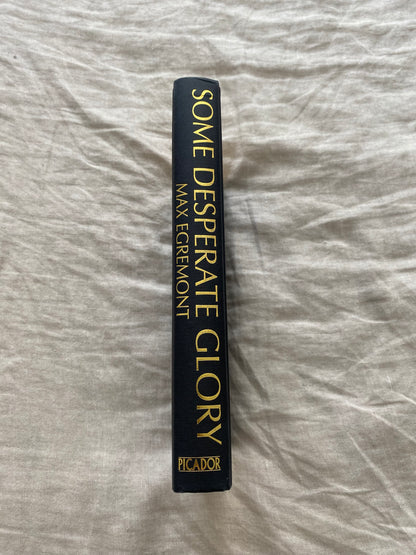 SOME DESPERATE GLORY
MAX EGREMONT
PICADOR